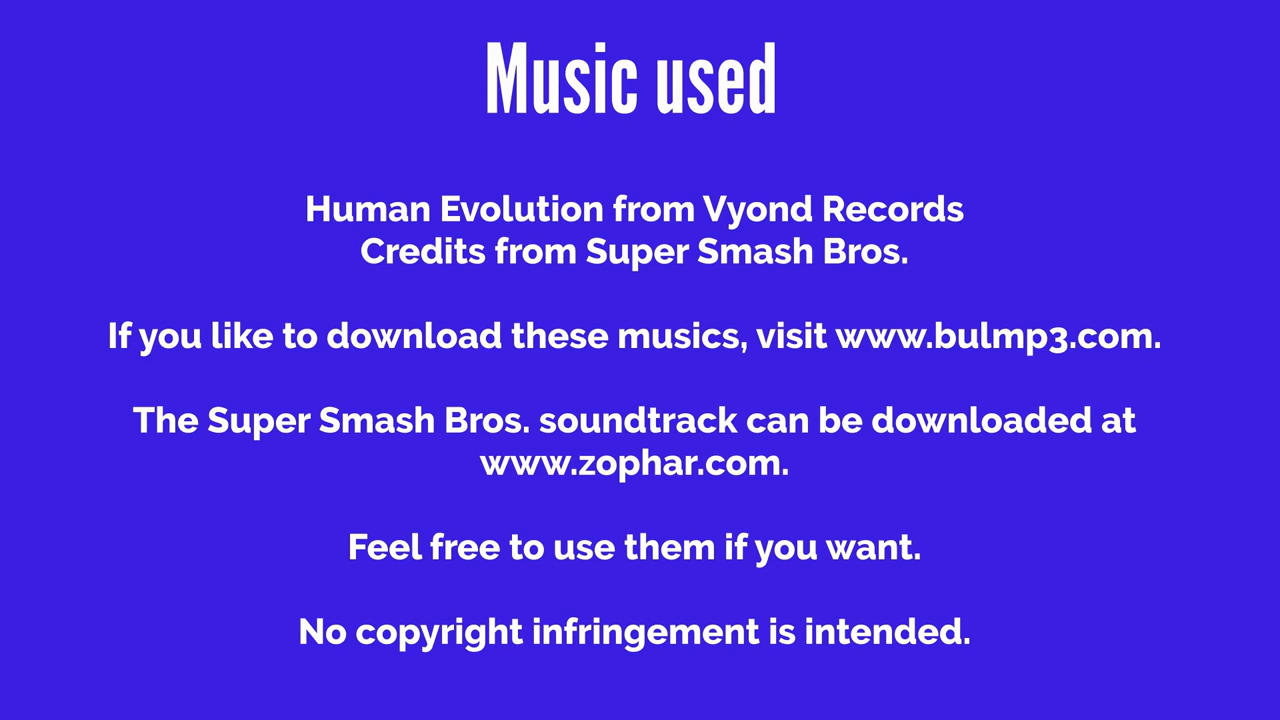 Music used
Human Evolution from Vyond Records
Credits from Super Smash Bros.
If you like to download these musics, visit www.bulmp3.com.
The Super Smash Bros. soundtrack can be downloaded at
www.zophar.com.
Feel free to use them if you want.
No copyright infringement is intended.